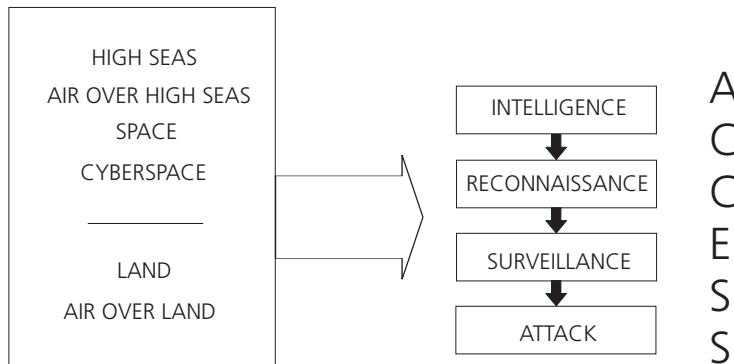 HIGH SEAS
AIR OVER HIGH SEAS
SPACE
CYBERSPACE
LAND
AIR OVER LAND
INTELLIGENCE
RECONNAISSANCE
SURVEILLANCE
ATTACK
A
C
C
E
S
S